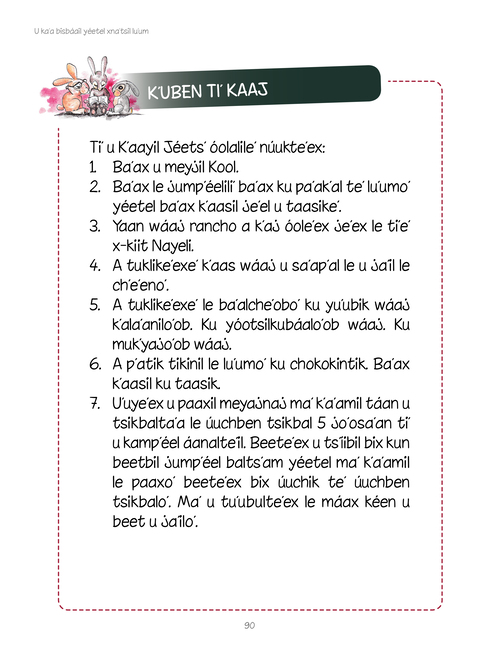 U ka'a bisbáail yéetel xna'tsil lu'um
K'UBEN TI' KAAJ
Ti' u K'aayil Jéets' óolalile' núukte'ex:
1. Ba'ax u meyjil Kool.
2. Ba'ax le jump'éelili' ba'ax ku pa'ak'al te' lu'umo'
yéetel ba'ax k'aasil je'el u taasike'.
3. Yaan wáaj rancho a k'aj óole'ex je'ex le ti'e'
x-kiit Nayeli.
4. A tuklike'exe' k'aas wáaj u sa'ap'al le u ja'il le
ch'e'eno'.
5. A tuklike'exe' le ba'alche'obo' ku yu'ubik wáaj
k'ala'anilo'ob. Ku yóotsilkubáalo'ob wáaj. Ku
muk'yajo'ob wáaj.
6. A p'atik tikinil le lu'umo' ku chokokintik. Ba'ax
k'aasil ku taasik.
7. U'uye'ex u paaxil meyajnaj ma' k'a'amil táan u
tsikbalta'a le úuchben tsikbal 5 jo'osa'an ti'
u kamp'éel áanalte'il. Beete'ex u ts'íibil bix kun
beetbil jump'éel balts'am yéetel ma' k'a'amil
le paaxo' beete'ex bix úuchik te' úuchben
tsikbalo'. Ma' u tu'ubulte'ex le máax kéen u
beet u ja'ilo'.
90